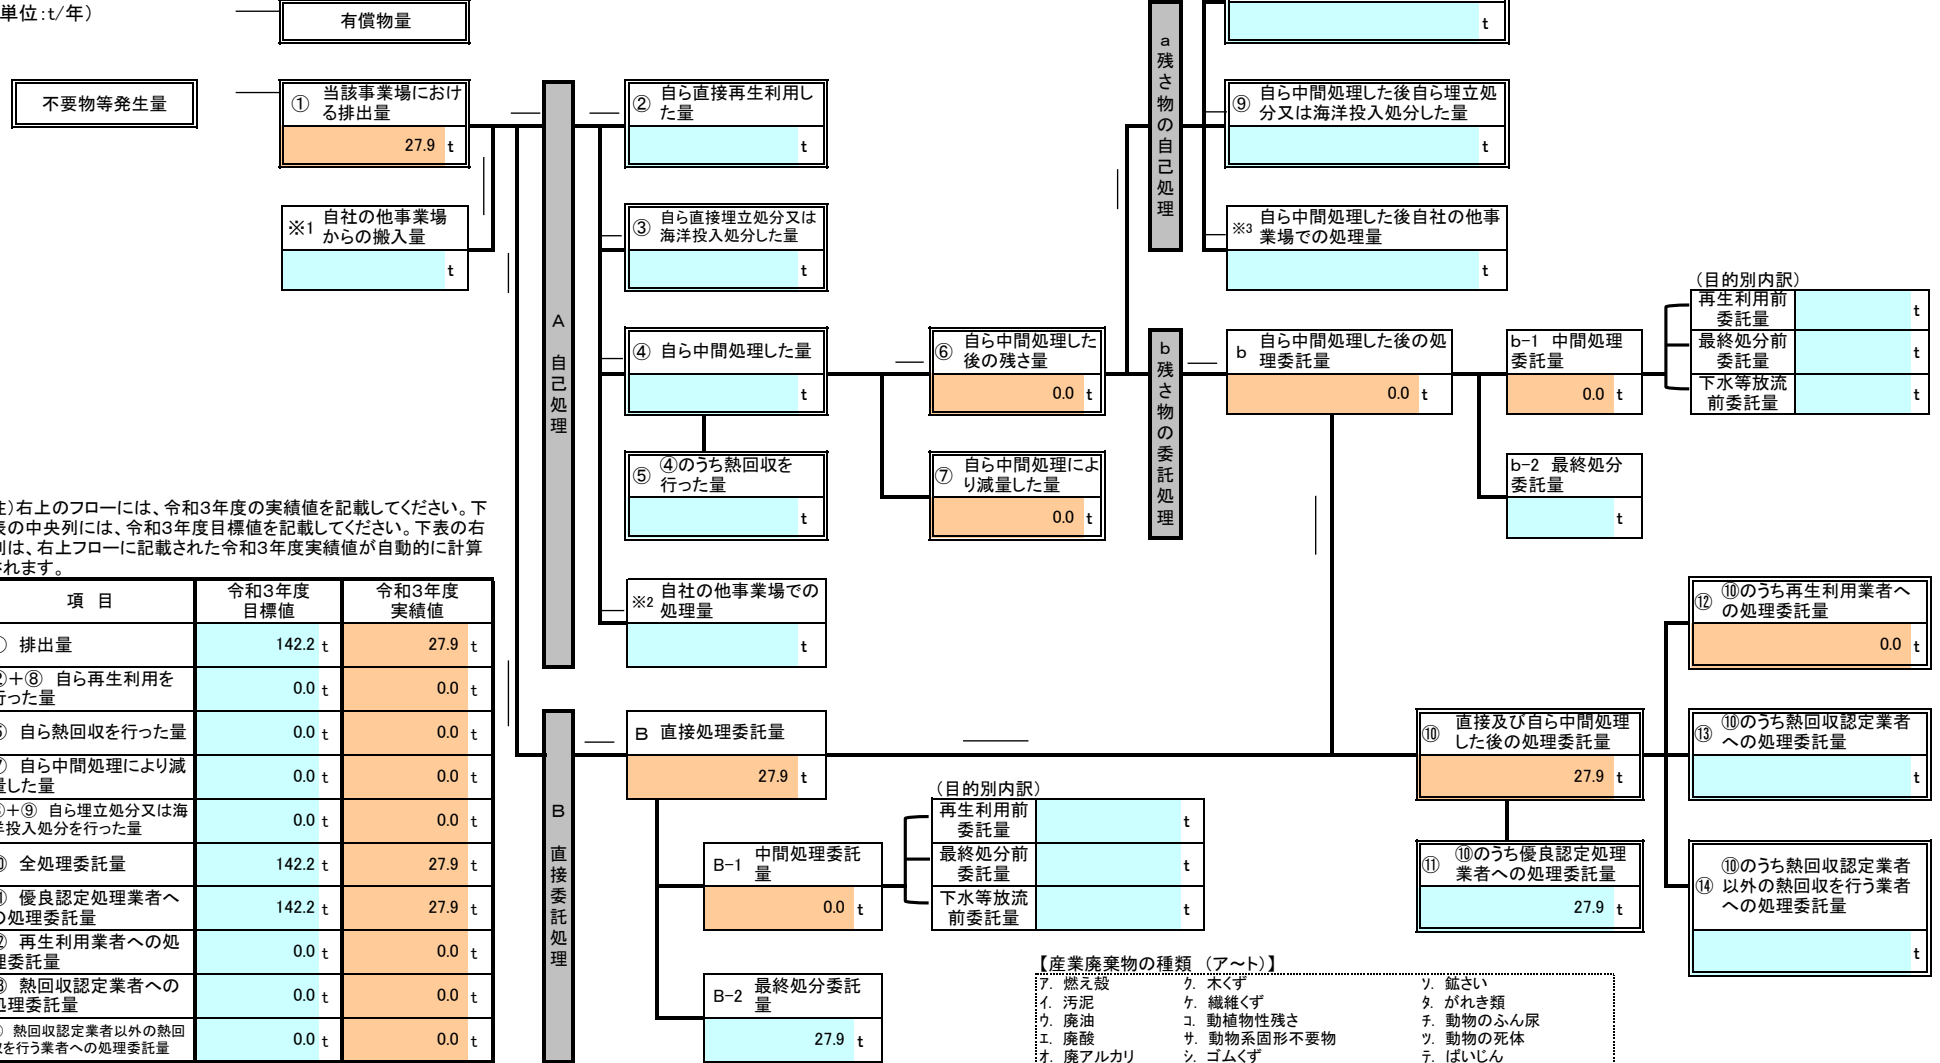 単位：t/年）
有償物量
不要物等発生量
① 当該事業場におけ
る排出量
27.9 t
※1 自社の他事業場
からの搬入量
t
A 自己処理
② 自ら直接再生利用し
た量
t
③ 自ら直接埋立処分又は
海洋投入処分した量
t
④ 自ら中間処理した量
t
⑤ ④のうち熱回収を
行った量
t
※2 自社の他事業場での
処理量
t
⑥ 自ら中間処理した
後の残さ量
0.0 t
⑦ 自ら中間処理によ
り減量した量
0.0 t
a 残さ物の自己処理
t
⑨ 自ら中間処理した後自ら埋立処
分又は海洋投入処分した量
t
※3 自ら中間処理した後自社の他事
業場での処理量
t
b 残さ物の委託処理
b 自ら中間処理した後の処
理委託量
0.0 t
b-1 中間処理
委託量
0.0 t
（目的別内訳）
再生利用前
委託量
t
最終処分前
委託量
t
下水等放流
前委託量
t
b-2 最終処分
委託量
t
注）右上のフローには、令和3年度の実績値を記載してください。下
表の中央列には、令和3年度目標値を記載してください。下表の右
列は、右上フローに記載された令和3年度実績値が自動的に計算
されます。
項 目
令和3年度
目標値
令和3年度
実績値
① 排出量 142.2 t 27.9 t
②+⑧ 自ら再生利用を
行った量 0.0 t 0.0 t
⑤ 自ら熱回収を行った量 0.0 t 0.0 t
⑦ 自ら中間処理により減
量した量 0.0 t 0.0 t
③+⑨ 自ら埋立処分又は海
洋投入処分を行った量 0.0 t 0.0 t
⑩ 全処理委託量 142.2 t 27.9 t
⑪ 優良認定処理業者へ
の処理委託量 142.2 t 27.9 t
⑫ 再生利用業者への処
理委託量 0.0 t 0.0 t
⑬ 熱回収認定業者への
処理委託量 0.0 t 0.0 t
⑭ 熱回収認定業者以外の熱回
収を行う業者への処理委託量 0.0 t 0.0 t
B 直接委託処理
B 直接処理委託量
27.9 t
B-1 中間処理委託
量
0.0 t
（目的別内訳）
再生利用前
委託量
t
最終処分前
委託量
t
下水等放流
前委託量
t
B-2 最終処分委託
量
27.9 t
⑩ 直接及び自ら中間処理
した後の処理委託量
27.9 t
⑪ ⑩のうち優良認定処理
業者への処理委託量
27.9 t
⑫ ⑩のうち再生利用業者へ
の処理委託量
0.0 t
⑬ ⑩のうち熱回収認定業者
への処理委託量
t
⑭ ⑩のうち熱回収認定業者
以外の熱回収を行う業者
への処理委託量
t
【産業廃棄物の種類 （ア～ト）】
ア. 燃え殻 ク. 木くず ソ. 鉱さい
イ. 汚泥 ケ. 繊維くず タ. がれき類
ウ. 廃油 コ. 動植物性残さ チ. 動物のふん尿
エ. 廃酸 サ. 動物系固形不要物 ツ. 動物の死体
オ. 廃アルカリ シ. ゴムくず テ. ばいじん